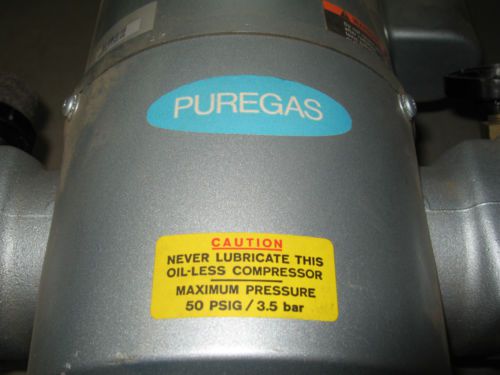 PUREGAS
CAUTION
NEVER LUBRICATE THIS
OIL-LESS COMPRESSOR
MAXIMUM PRESSURE
50 PSIG / 3.5 bar